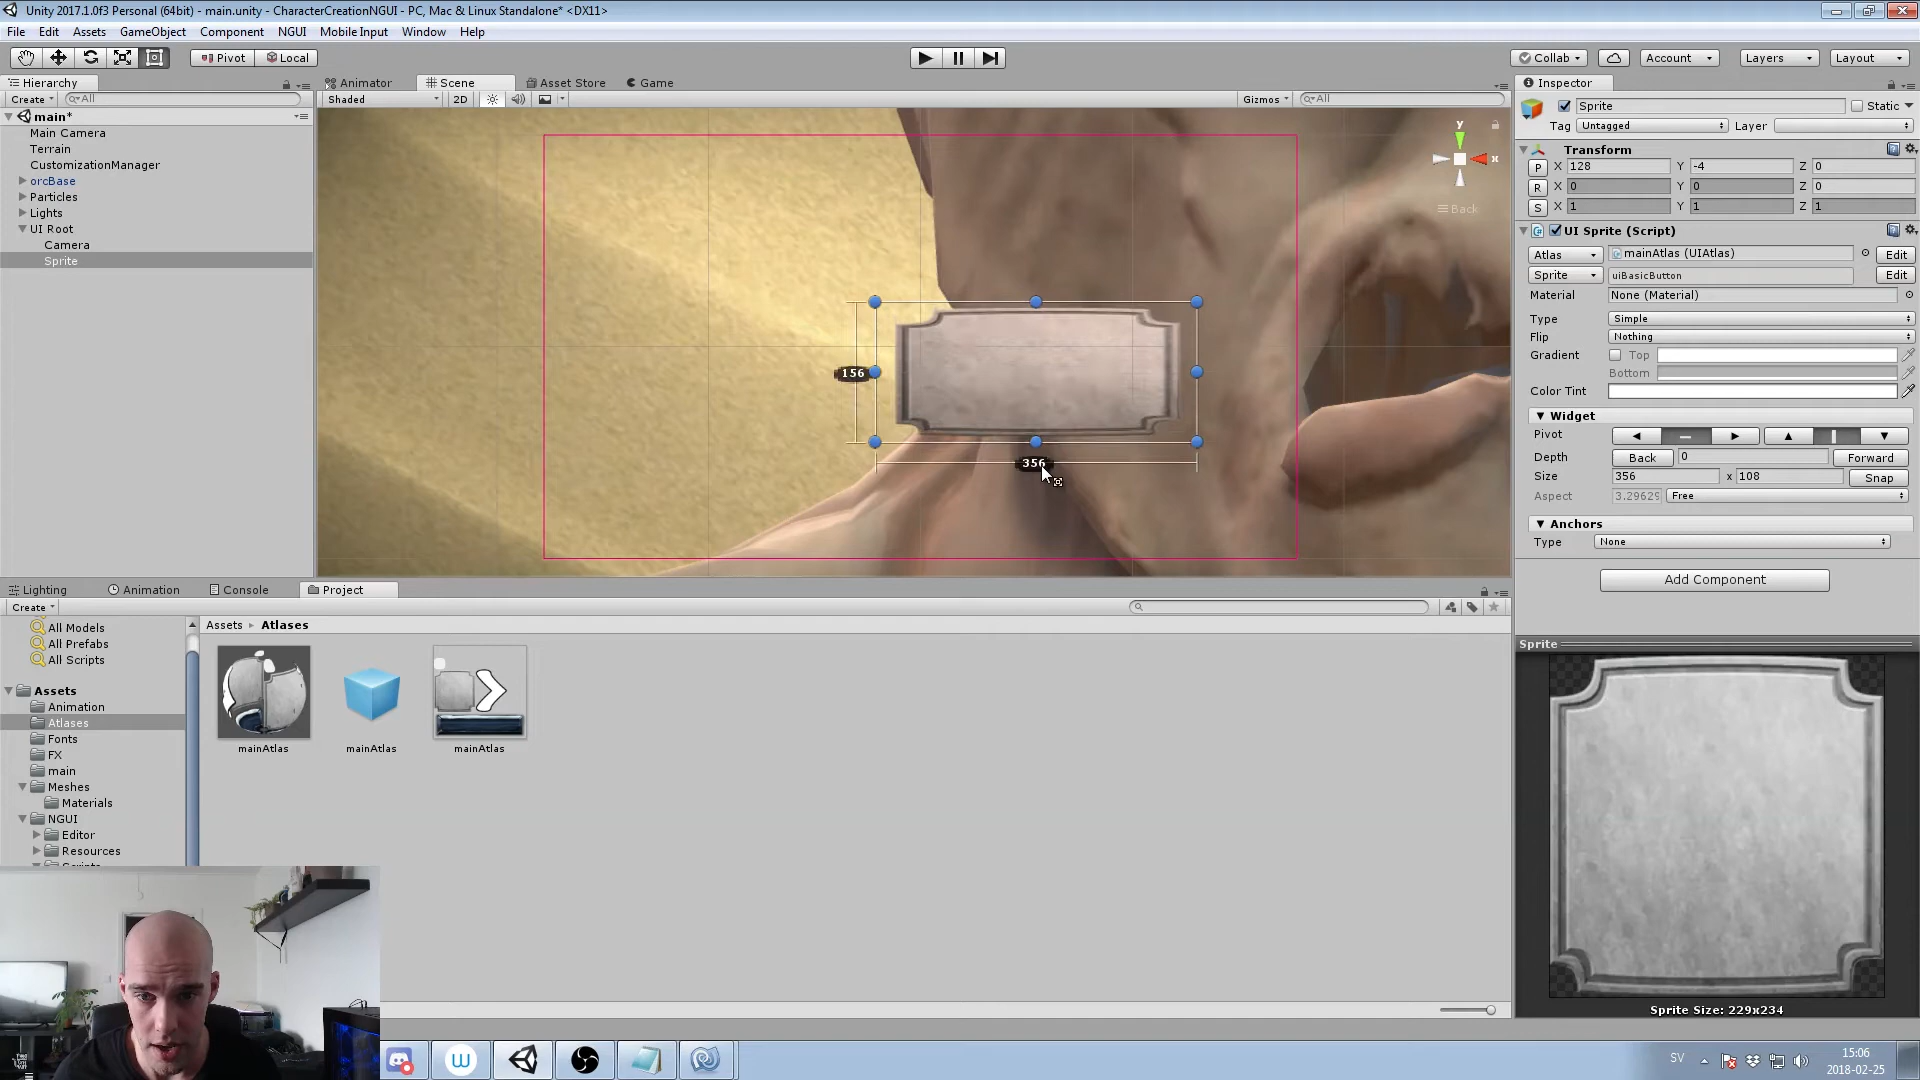 Unity 2017.1.0f3 Personal (64bit) - main.unity - CharacterCreationNGUI - PC, Mac & Linux Standalone* <DX11>
File Edit Assets GameObject Component NGUI Mobile Input Window Help
Pivot Local Collab Account Layers Layout
Hierarchy Animator Scene Asset Store Game Inspector
Create All Shaded 2D Gizmos All Sprite Static
main*
Tag Untagged Layer
Main Camera
Terrain Transform
CustomizationManager P X 128 Y -4 Z 0
orcBase R X 0 Y 0 Z 0
Particles S X 1 Y 1 Z 1
Lights
UI Root UI Sprite (Script)
Camera Atlas mainAtlas (UIAtlas) Edit
Sprite Sprite uiBasicButton Edit
y
x
Back
Material None (Material)
Type Simple
Flip Nothing
Gradient Top
Bottom
Color Tint
156
356
Widget
Pivot
Depth Back 0 Forward
Size 356 x 108 Snap
Aspect 3.29629 Free
Anchors
Type None
Add Component
Lighting Animation Console Project
Create
All Models Assets Atlases
All Prefabs
All Scripts
Assets
Animation
Atlases
Fonts mainAtlas mainAtlas mainAtlas
FX
main
Meshes
Materials
NGUI
Editor
Resources
Scripts
Sprite
Sprite Size: 229x234
SV 15:06
2018-02-25